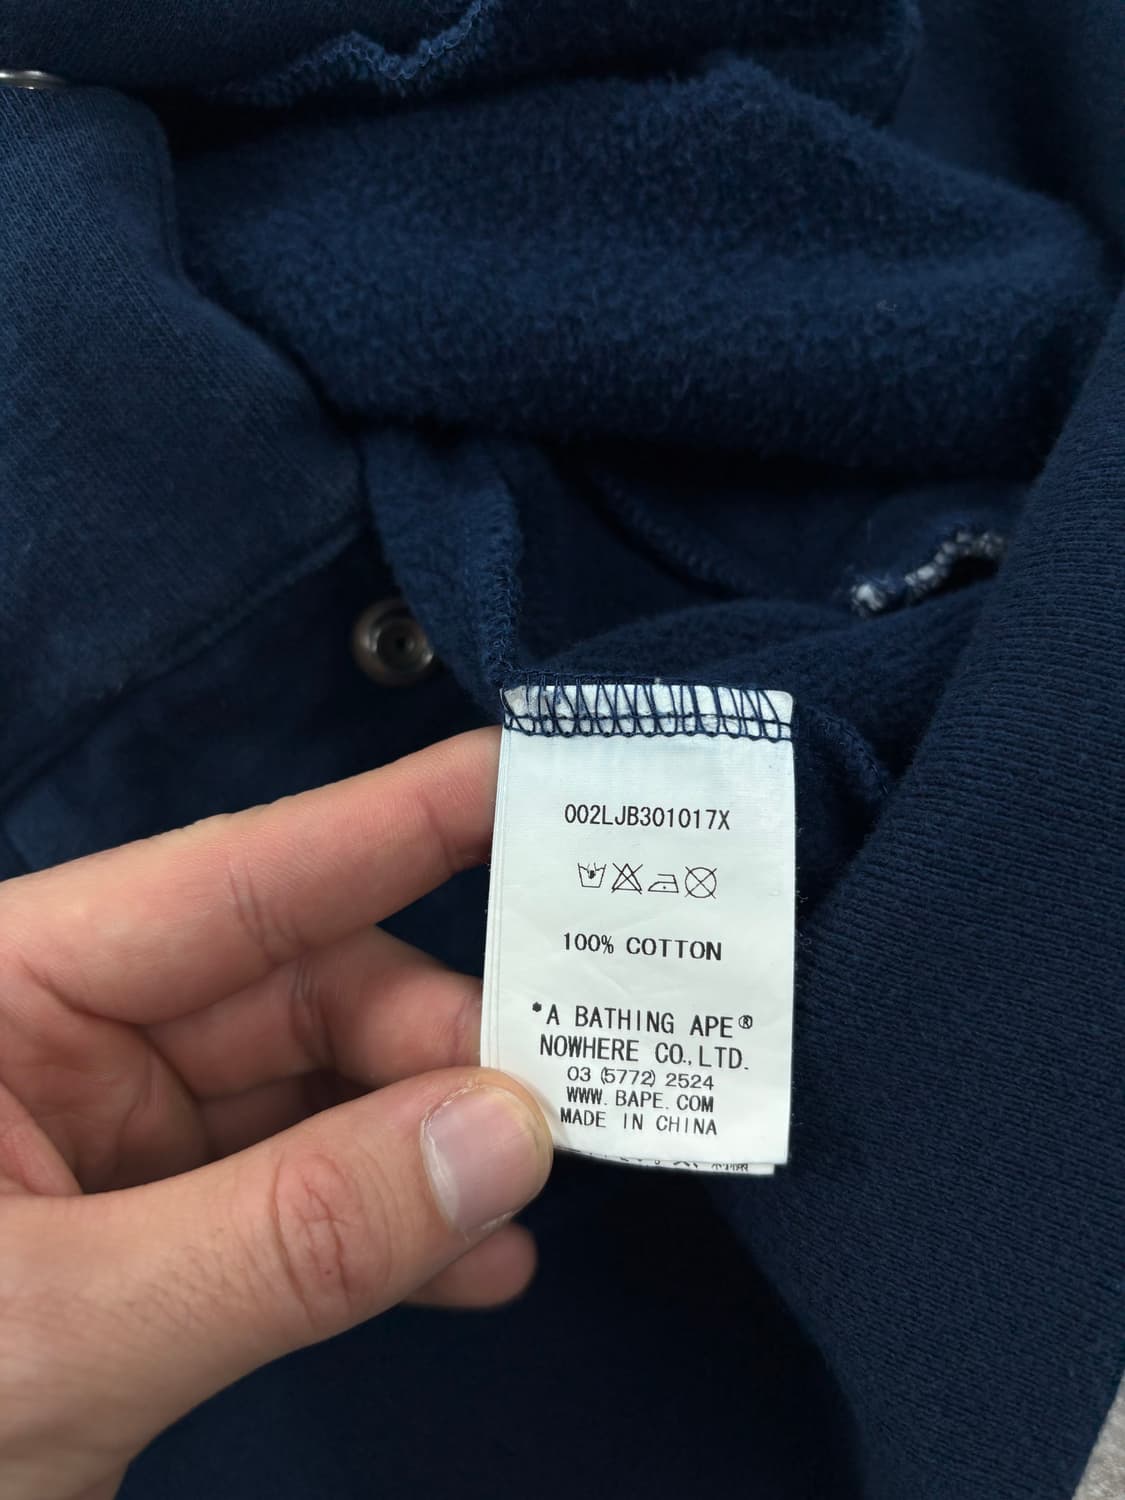 002LJB301017X
100% COTTON
*A BATHING APE®
NOWHERE CO., LTD.
03 (5772) 2524
WWW. BAPE. COM
MADE IN CHINA